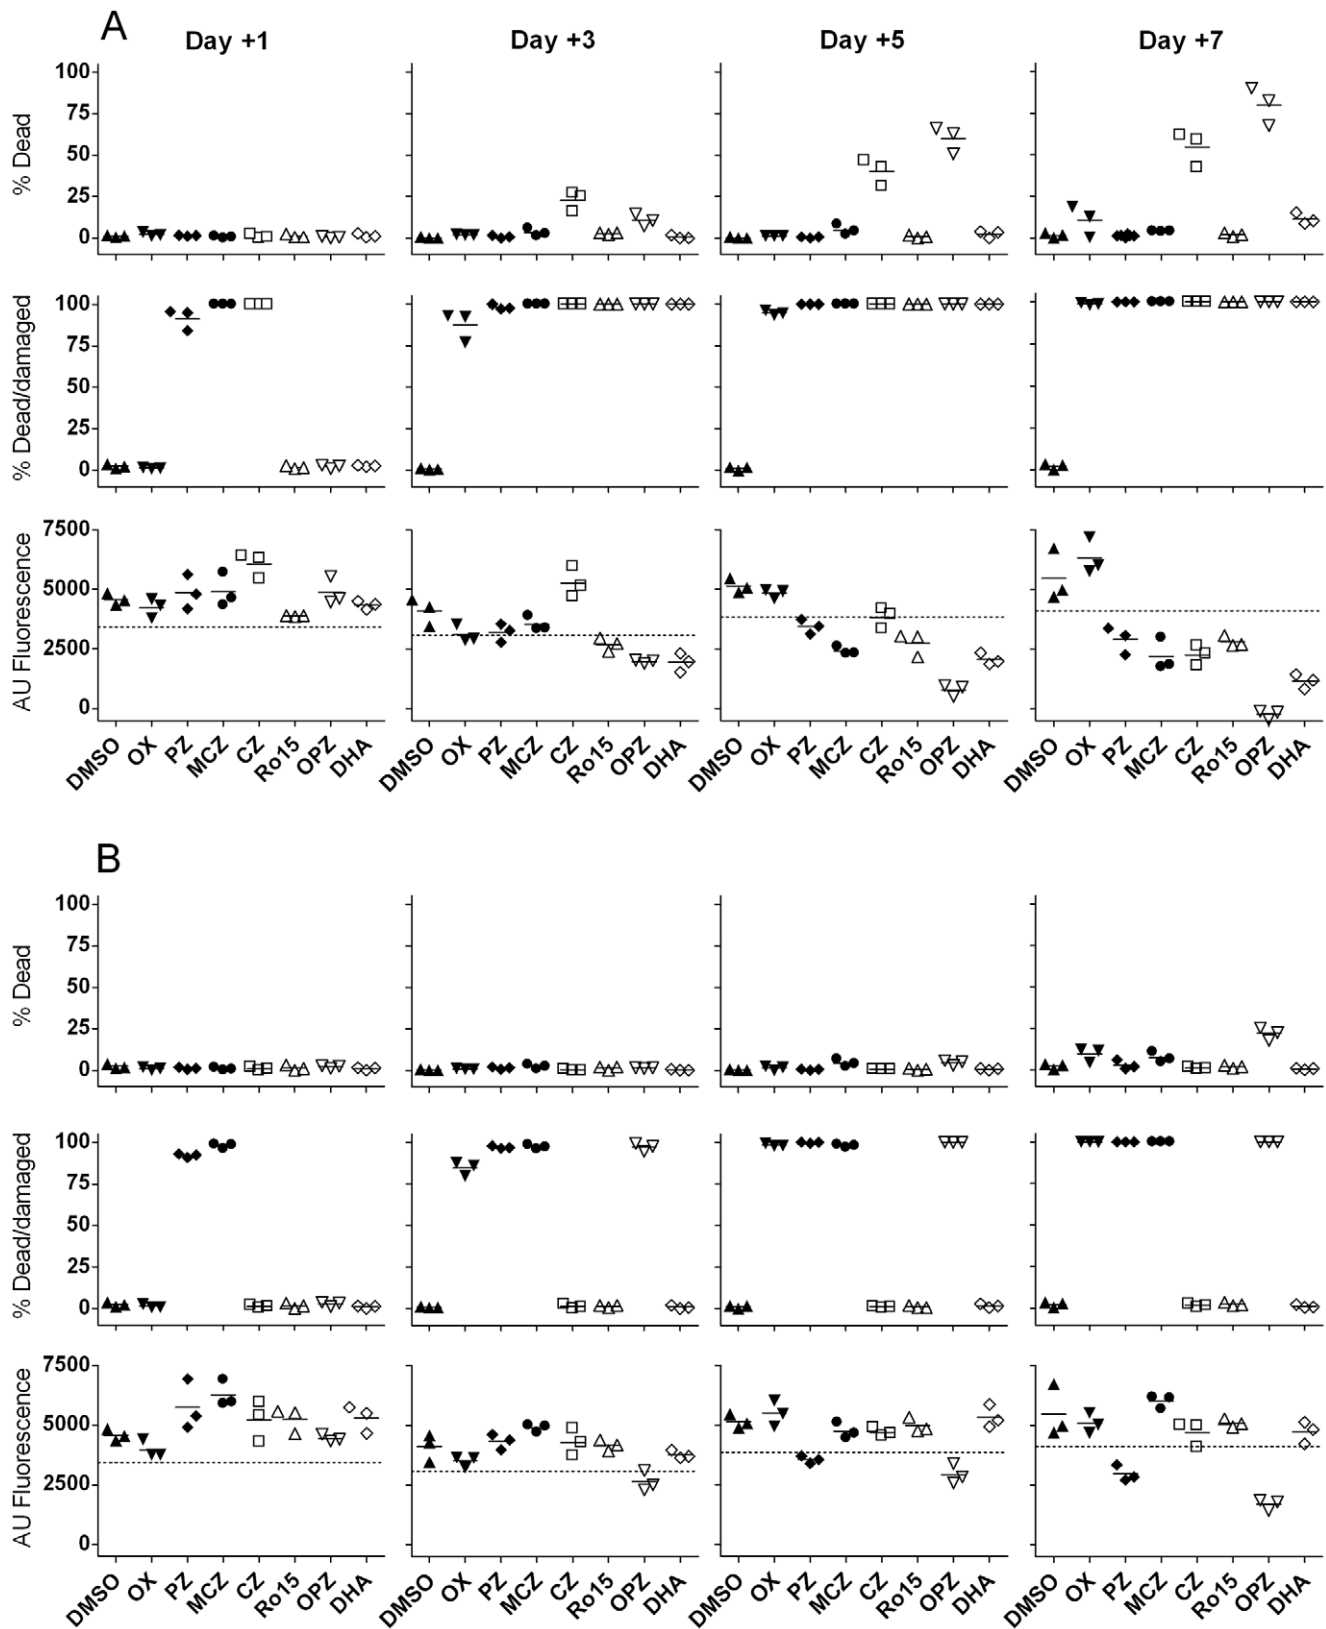 A
Day +1 Day +3 Day +5 Day +7
% Dead
100
75
50
25
0
% Dead/damaged
100
75
50
25
0
AU Fluorescence
7500
5000
2500
0
DMSO OX PZ MCZ CZ Ro15 OPZ DHA DMSO OX PZ MCZ CZ Ro15 OPZ DHA DMSO OX PZ MCZ CZ Ro15 OPZ DHA DMSO OX PZ MCZ CZ Ro15 OPZ DHA
B
% Dead
100
75
50
25
0
% Dead/damaged
100
75
50
25
0
AU Fluorescence
7500
5000
2500
0
DMSO OX PZ MCZ CZ Ro15 OPZ DHA DMSO OX PZ MCZ CZ Ro15 OPZ DHA DMSO OX PZ MCZ CZ Ro15 OPZ DHA DMSO OX PZ MCZ CZ Ro15 OPZ DHA